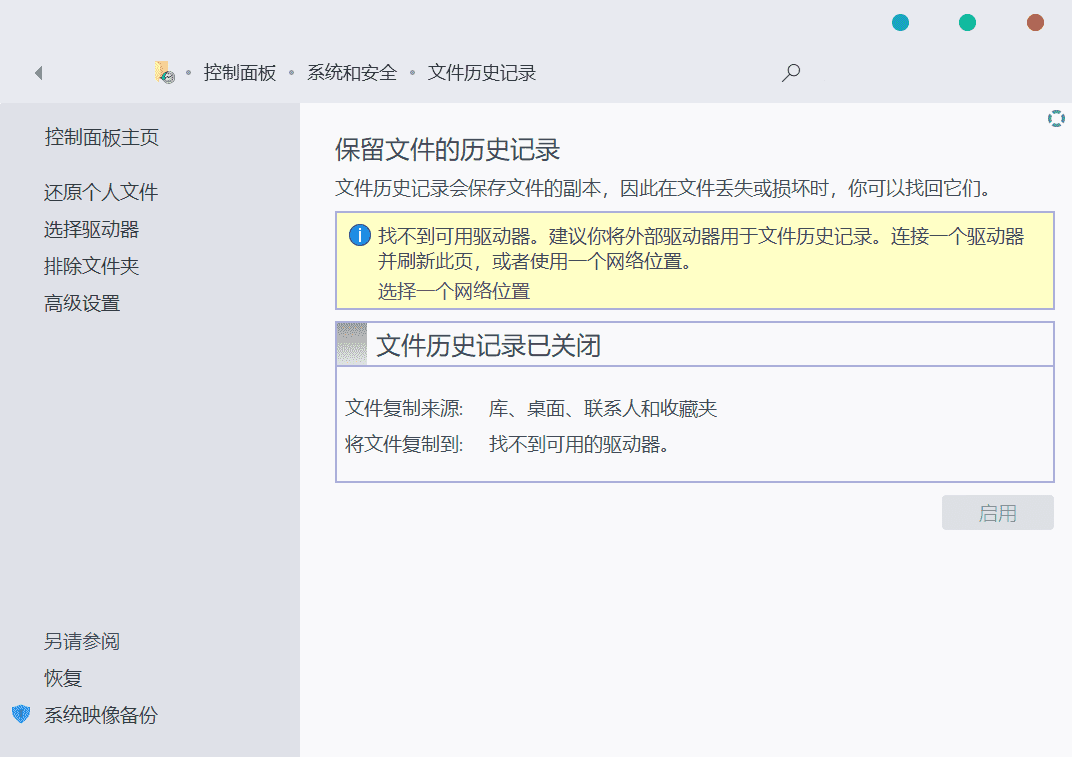 控制面板 • 系统和安全 • 文件历史记录
控制面板主页
还原个人文件
选择驱动器
排除文件夹
高级设置
另请参阅
恢复
系统映像备份
保留文件的历史记录
文件历史记录会保存文件的副本，因此在文件丢失或损坏时，你可以找回它们。
找不到可用驱动器。建议你将外部驱动器用于文件历史记录。连接一个驱动器
并刷新此页，或者使用一个网络位置。
选择一个网络位置
文件历史记录已关闭
文件复制来源: 库、桌面、联系人和收藏夹
将文件复制到: 找不到可用的驱动器。
启用